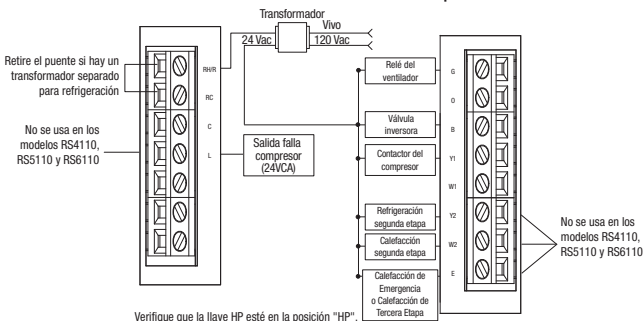 Transformador
Vivo
24 Vac
120 Vac
Retire el puente si hay un
transformador separado
para refrigeración
RH/R
RC
C
L
No se usa en los
modelos RS4110,
RS5110 y RS6110
Salida falla
compresor
(24VCA)
Relé del
ventilador
Válvula
inversora
Contactor del
compresor
Refrigeración
segunda etapa
Calefacción
segunda etapa
Calefacción de
Emergencia
o Calefacción de
Tercera Etapa
G
O
B
Y1
W1
Y2
W2
E
No se usa en los
modelos RS4110,
RS5110 y RS6110
Verifique que la llave HP esté en la posición "HP".